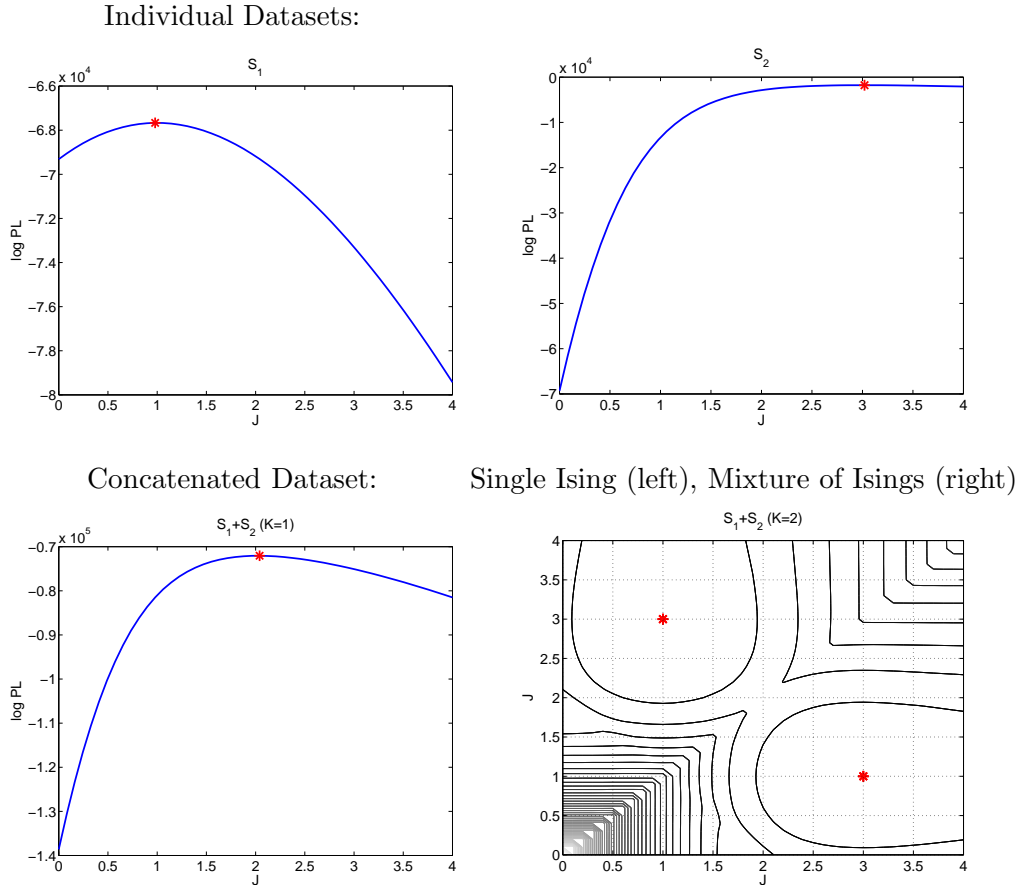 Individual Datasets:
S1
x 10^4
−6.6
−6.8
−7
−7.2
−7.4
−7.6
−7.8
−8
log PL
0 0.5 1 1.5 2 2.5 3 3.5 4
J
S2
x 10^4
0
−1
−2
−3
−4
−5
−6
−7
log PL
0 0.5 1 1.5 2 2.5 3 3.5 4
J
Concatenated Dataset:
Single Ising (left), Mixture of Isings (right)
S1+S2 (K=1)
x 10^5
−0.7
−0.8
−0.9
−1
−1.1
−1.2
−1.3
−1.4
log PL
0 0.5 1 1.5 2 2.5 3 3.5 4
J
S1+S2 (K=2)
4
3.5
3
2.5
2
1.5
1
0.5
0
J
0 0.5 1 1.5 2 2.5 3 3.5 4
J